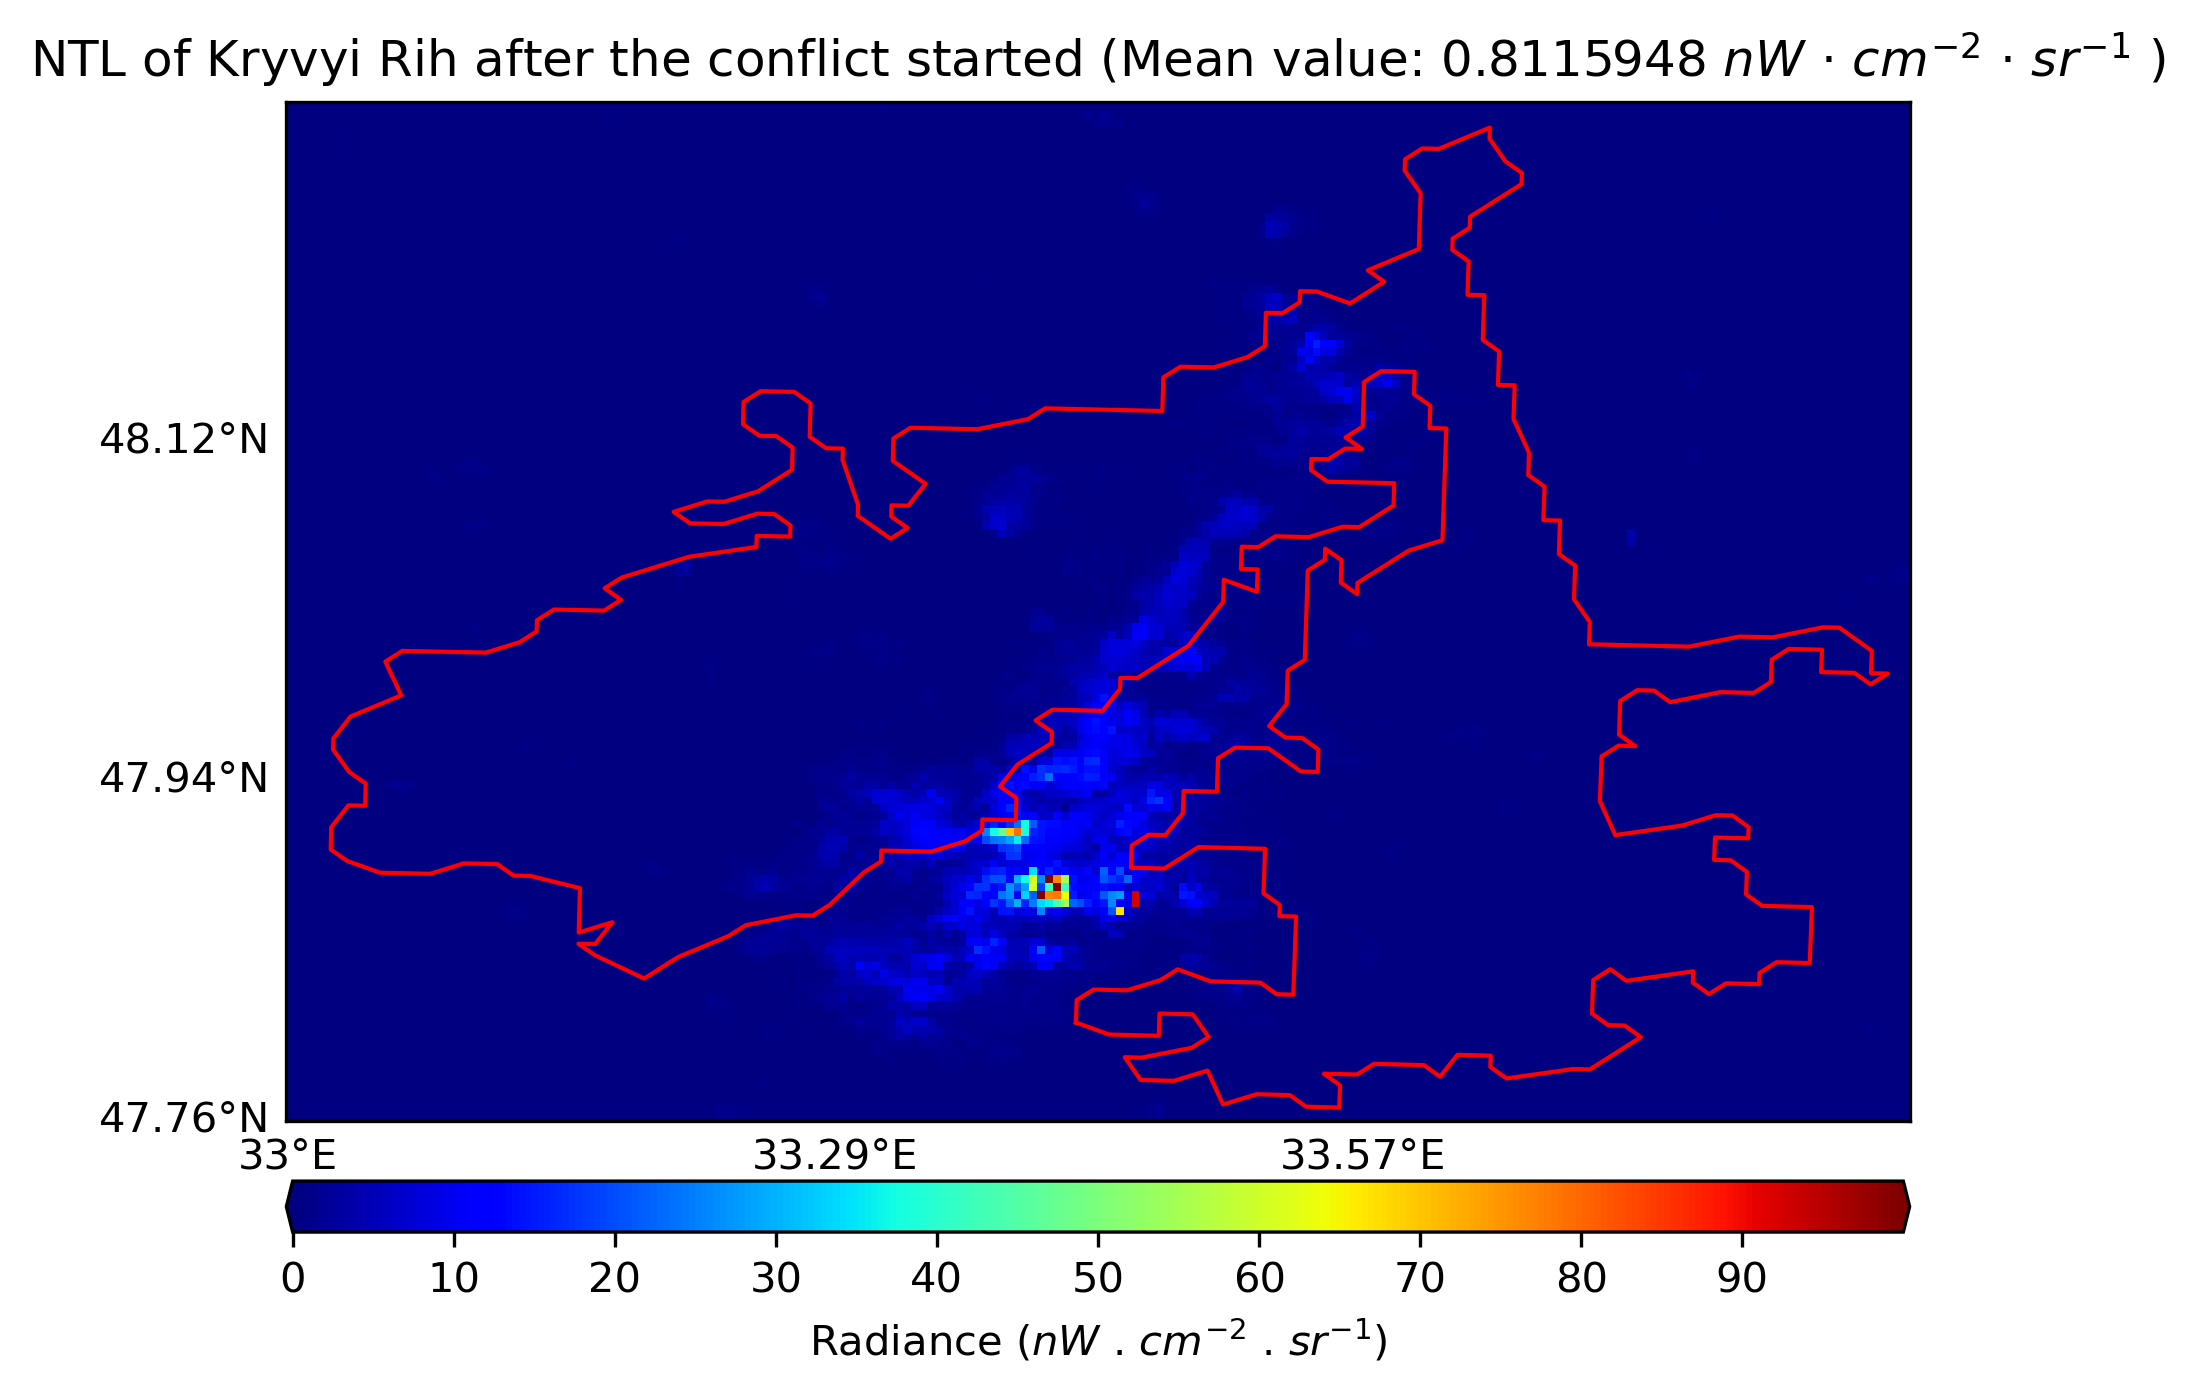 NTL of Kryvyi Rih after the conflict started (Mean value: 0.8115948 nW · cm⁻² · sr⁻¹ )
48.12°N
47.94°N
47.76°N
33°E 33.29°E 33.57°E
0 10 20 30 40 50 60 70 80 90
Radiance (nW . cm⁻² . sr⁻¹)